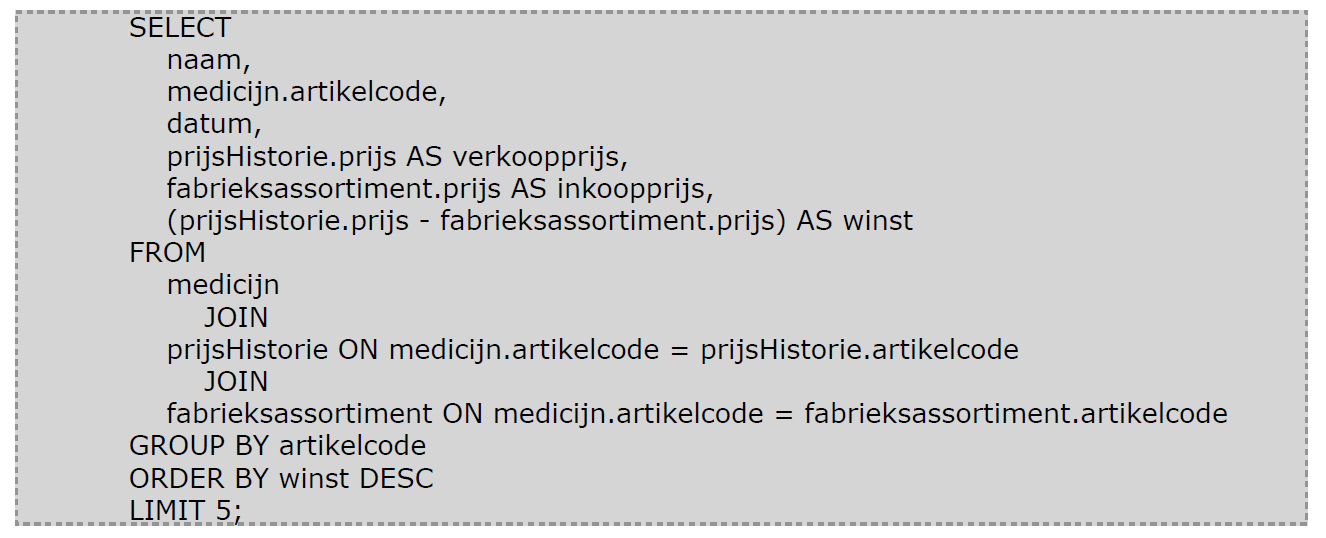 SELECT
naam,
medicijn.artikelcode,
datum,
prijsHistorie.prijs AS verkoopprijs,
fabrieksassortiment.prijs AS inkoopprijs,
(prijsHistorie.prijs - fabrieksassortiment.prijs) AS winst
FROM
medicijn
JOIN
prijsHistorie ON medicijn.artikelcode = prijsHistorie.artikelcode
JOIN
fabrieksassortiment ON medicijn.artikelcode = fabrieksassortiment.artikelcode
GROUP BY artikelcode
ORDER BY winst DESC
LIMIT 5;